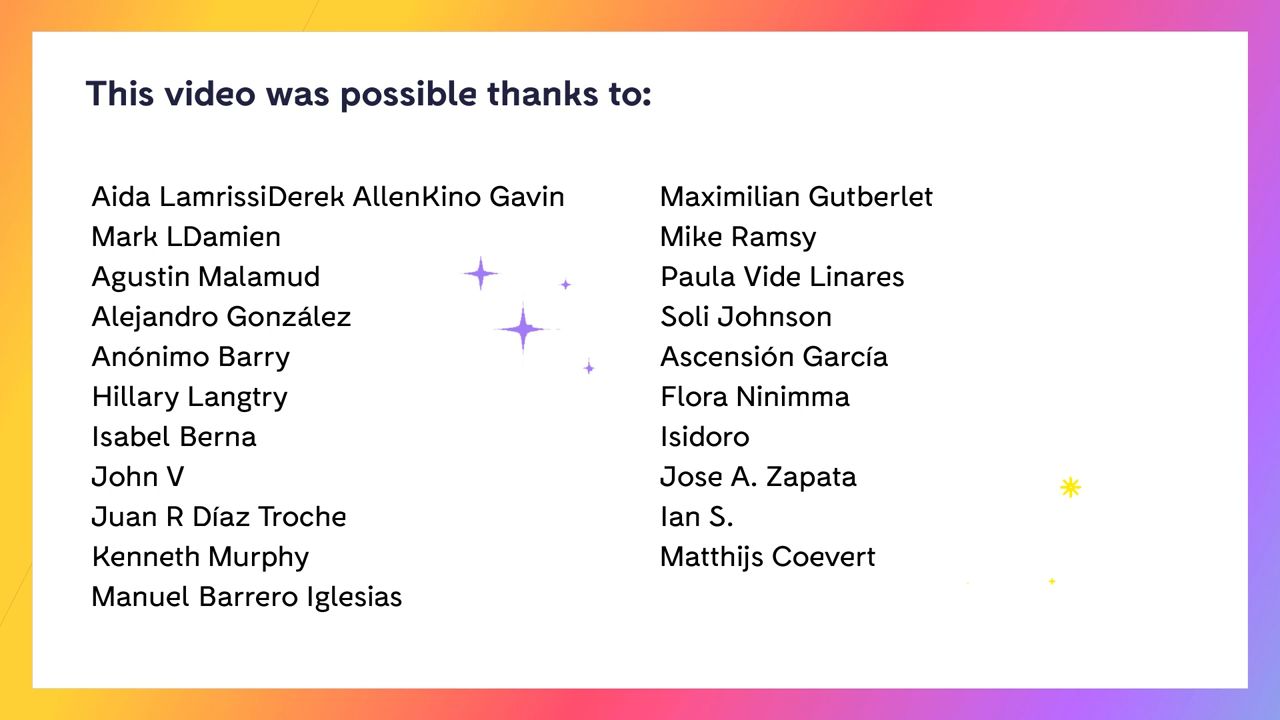 This video was possible thanks to:
Aida LamrissiDerek AllenKino Gavin
Mark LDamien
Agustin Malamud
Alejandro González
Anónimo Barry
Hillary Langtry
Isabel Berna
John V
Juan R Díaz Troche
Kenneth Murphy
Manuel Barrero Iglesias
Maximilian Gutberlet
Mike Ramsy
Paula Vide Linares
Soli Johnson
Ascensión García
Flora Ninimma
Isidoro
Jose A. Zapata
Ian S.
Matthijs Coevert